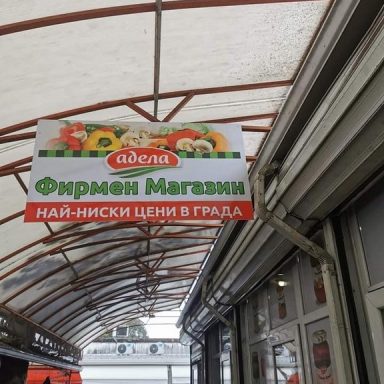 адела
Фирмен Магазин
НАЙ-НИСКИ ЦЕНИ В ГРАДА